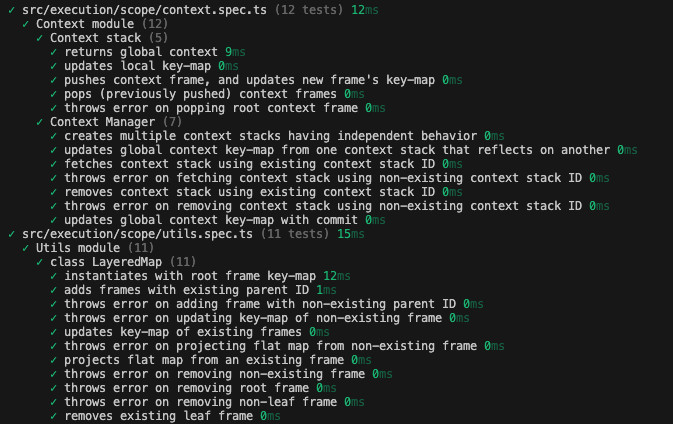 ✓ src/execution/scope/context.spec.ts (12 tests) 12ms
✓ Context module (12)
✓ Context stack (5)
✓ returns global context 9ms
✓ updates local key-map 0ms
✓ pushes context frame, and updates new frame's key-map 0ms
✓ pops (previously pushed) context frames 0ms
✓ throws error on popping root context frame 0ms
✓ Context Manager (7)
✓ creates multiple context stacks having independent behavior 0ms
✓ updates global context key-map from one context stack that reflects on another 0ms
✓ fetches context stack using existing context stack ID 0ms
✓ throws error on fetching context stack using non-existing context stack ID 0ms
✓ removes context stack using existing context stack ID 0ms
✓ throws error on removing context stack using non-existing context stack ID 0ms
✓ updates global context key-map with commit 0ms
✓ src/execution/scope/utils.spec.ts (11 tests) 15ms
✓ Utils module (11)
✓ class LayeredMap (11)
✓ instantiates with root frame key-map 12ms
✓ adds frames with existing parent ID 1ms
✓ throws error on adding frame with non-existing parent ID 0ms
✓ throws error on updating key-map of non-existing frame 0ms
✓ updates key-map of existing frames 0ms
✓ throws error on projecting flat map from non-existing frame 0ms
✓ projects flat map from an existing frame 0ms
✓ throws error on removing non-existing frame 0ms
✓ throws error on removing root frame 0ms
✓ throws error on removing non-leaf frame 0ms
✓ removes existing leaf frame 0ms